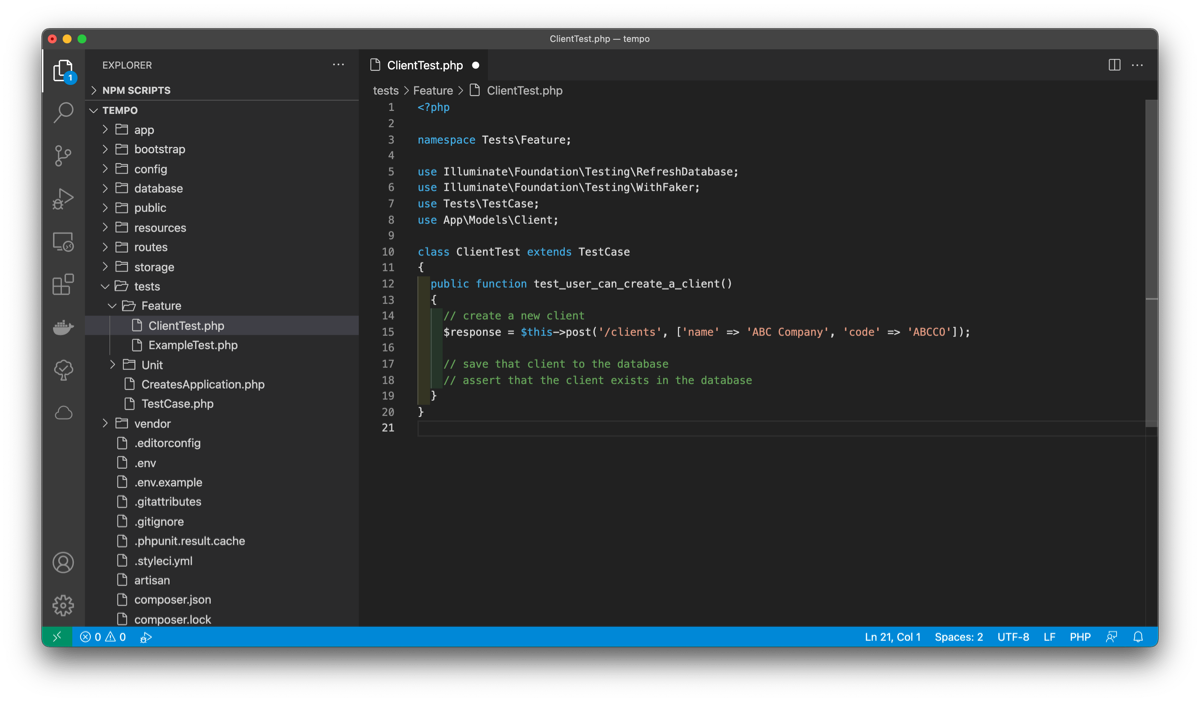 ClientTest.php — tempo
1
EXPLORER
NPM SCRIPTS
TEMPO
app
bootstrap
config
database
public
resources
routes
storage
tests
Feature
ClientTest.php
ExampleTest.php
Unit
CreatesApplication.php
TestCase.php
vendor
.editorconfig
.env
.env.example
.gitattributes
.gitignore
.phpunit.result.cache
.styleci.yml
artisan
composer.json
composer.lock
ClientTest.php
tests > Feature > ClientTest.php
1 <?php
2
3 namespace Tests\Feature;
4
5 use Illuminate\Foundation\Testing\RefreshDatabase;
6 use Illuminate\Foundation\Testing\WithFaker;
7 use Tests\TestCase;
8 use App\Models\Client;
9
10 class ClientTest extends TestCase
11 {
12 public function test_user_can_create_a_client()
13 {
14 // create a new client
15 $response = $this->post('/clients', ['name' => 'ABC Company', 'code' => 'ABCCO']);
16
17 // save that client to the database
18 // assert that the client exists in the database
19 }
20 }
21
0 0
Ln 21, Col 1 Spaces: 2 UTF-8 LF PHP